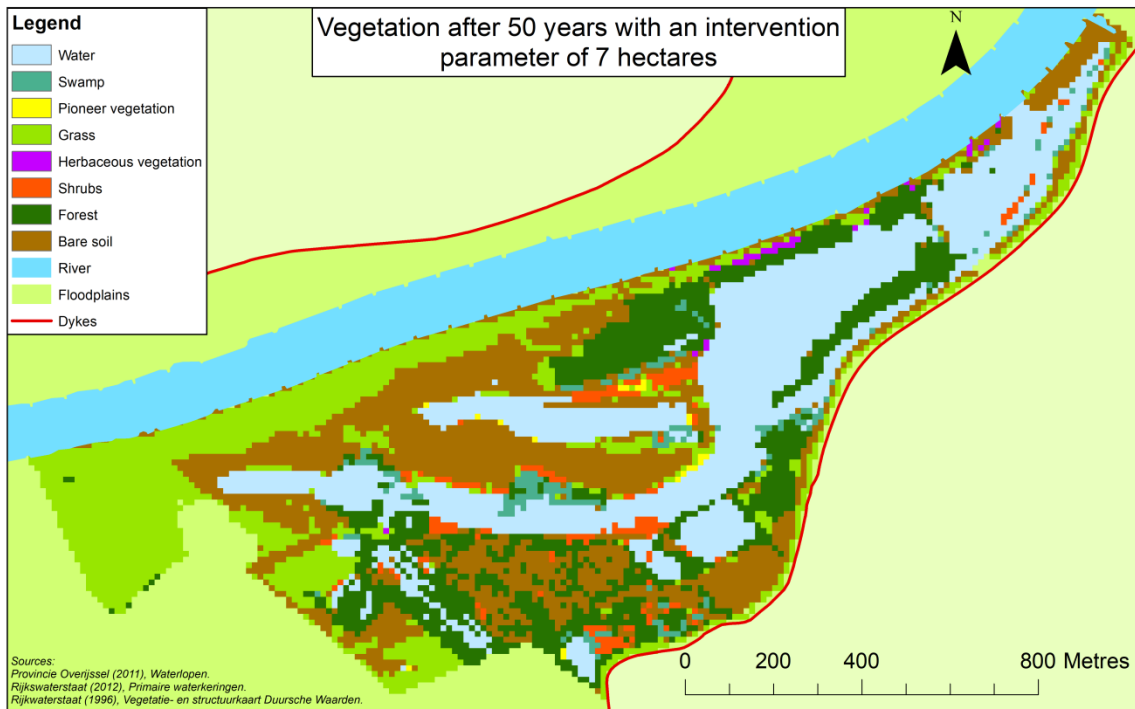 Vegetation after 50 years with an intervention
parameter of 7 hectares
N
Legend
Water
Swamp
Pioneer vegetation
Grass
Herbaceous vegetation
Shrubs
Forest
Bare soil
River
Floodplains
Dykes
Sources:
Provincie Overijssel (2011), Waterlopen.
Rijkswaterstaat (2012), Primaire waterkeringen.
Rijkwaterstaat (1996), Vegetatie- en structuurkaart Duursche Waarden.
0 200 400 800 Metres